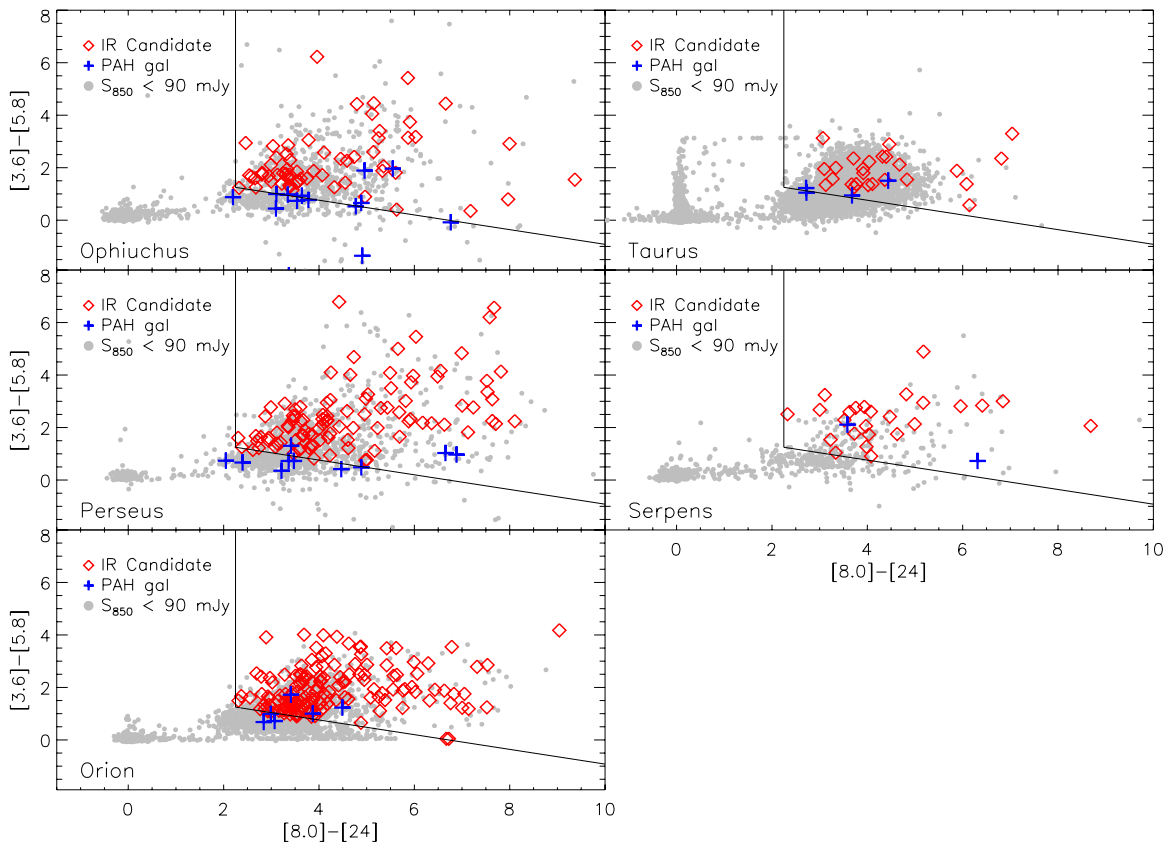 8
6
4
2
0
[3.6]−[5.8]
IR Candidate
PAH gal
S850 < 90 mJy
Ophiuchus
IR Candidate
PAH gal
S850 < 90 mJy
Taurus
8
6
4
2
0
[3.6]−[5.8]
IR Candidate
PAH gal
S850 < 90 mJy
Perseus
IR Candidate
PAH gal
S850 < 90 mJy
Serpens
0 2 4 6 8 10
[8.0]−[24]
8
6
4
2
0
[3.6]−[5.8]
IR Candidate
PAH gal
S850 < 90 mJy
Orion
0 2 4 6 8 10
[8.0]−[24]